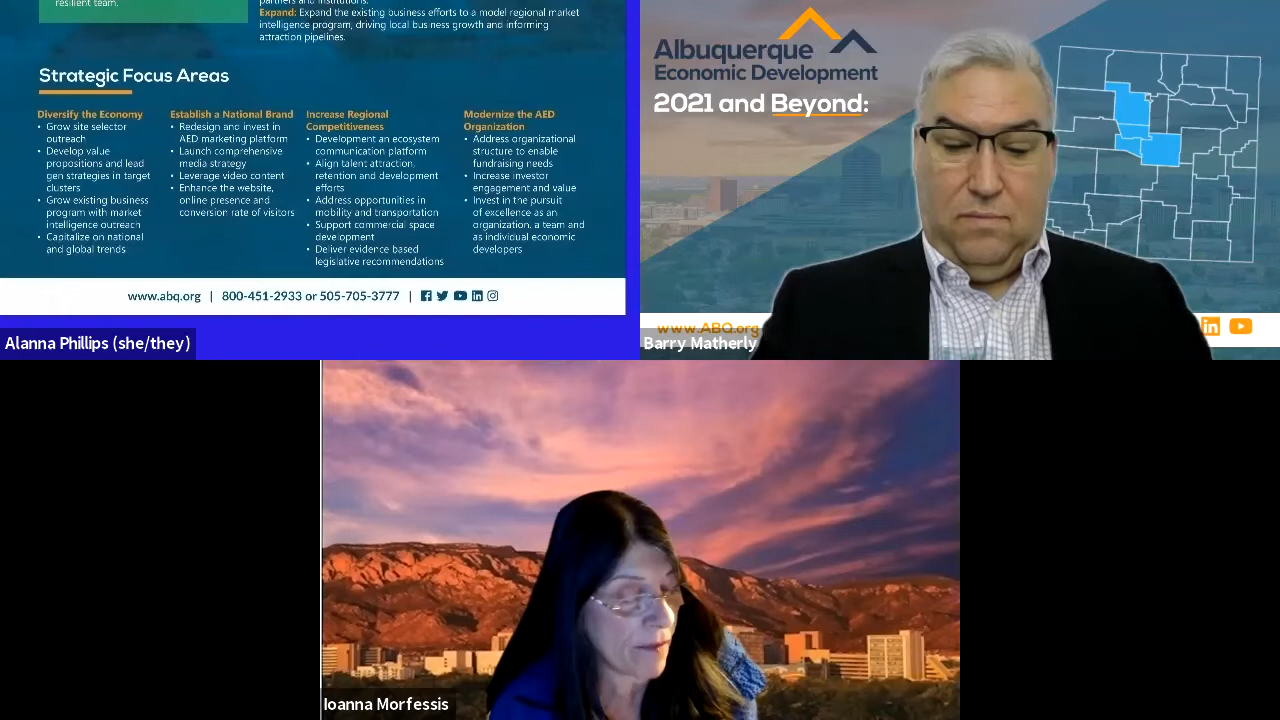 resilient team.
partners and institutions.
Expand: Expand the existing business efforts to a model regional market
intelligence program, driving local business growth and informing
attraction pipelines.
Strategic Focus Areas
Diversify the Economy
• Grow site selector
outreach
• Develop value
propositions and lead
gen strategies in target
clusters
• Grow existing business
program with market
intelligence outreach
• Capitalize on national
and global trends
Establish a National Brand
• Redesign and invest in
AED marketing platform
• Launch comprehensive
media strategy
• Leverage video content
• Enhance the website,
online presence and
conversion rate of visitors
Increase Regional
Competitiveness
• Development an ecosystem
communication platform
• Align talent attraction,
retention and development
efforts
• Address opportunities in
mobility and transportation
• Support commercial space
development
• Deliver evidence based
legislative recommendations
Modernize the AED
Organization
• Address organizational
structure to enable
fundraising needs
• Increase investor
engagement and value
• Invest in the pursuit
of excellence as an
organization, a team and
as individual economic
developers
www.abq.org | 800-451-2933 or 505-705-3777 |
Alanna Phillips (she/they)
Albuquerque
Economic Development
2021 and Beyond:
www.ABQ.org
in
Barry Matherly
Ioanna Morfessis